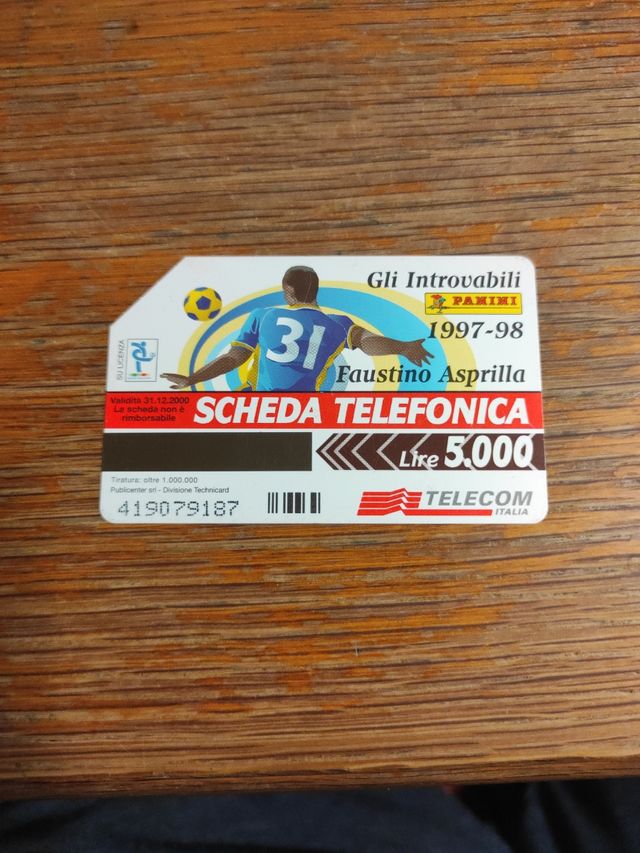 Gli Introvabili
PANINI
1997-98
Faustino Asprilla
31
SU LICENZA
Validità 31.12.2000
La scheda non è
rimborsabile
SCHEDA TELEFONICA
Lire 5.000
Tiratura: oltre 1.000.000
Publicenter srl - Divisione Technicard
419079187
TELECOM
ITALIA